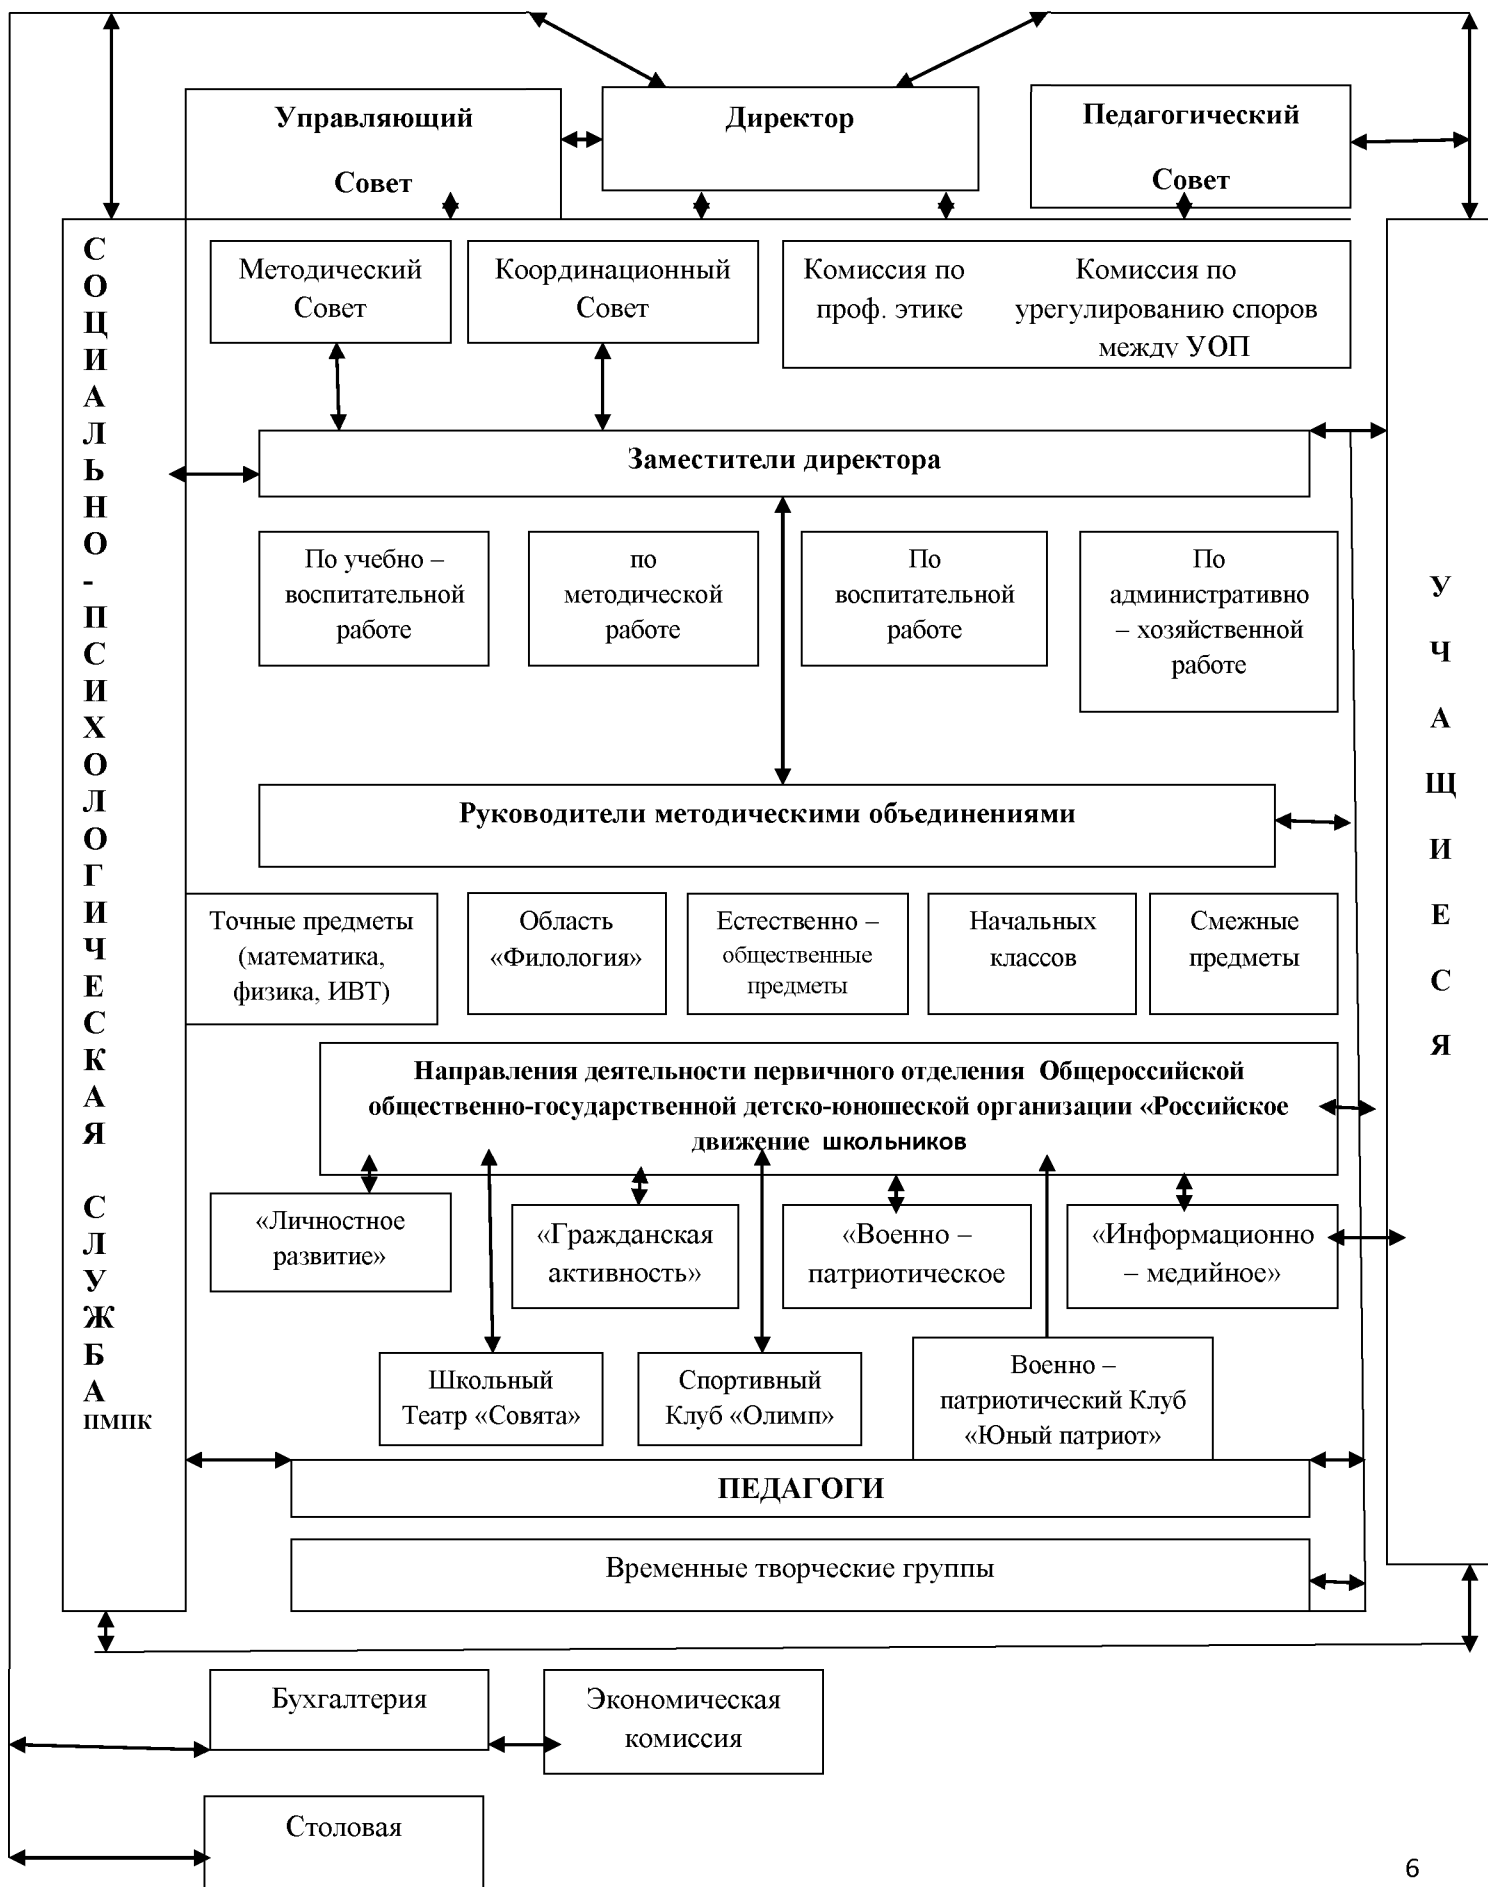 Управляющий
Совет
Директор
Педагогический
Совет
С
О
Ц
И
А
Л
Ь
Н
О
-
П
С
И
Х
О
Л
О
Г
И
Ч
Е
С
К
А
Я
С
Л
У
Ж
Б
А
ПМПК
Методический
Совет
Координационный
Совет
Комиссия по
проф. этике
Комиссия по
урегулированию споров
между УОП
Заместители директора
По учебно –
воспитательной
работе
по
методической
работе
По
воспитательной
работе
По
административно
– хозяйственной
работе
Руководители методическими объединениями
Точные предметы
(математика,
физика, ИВТ)
Область
«Филология»
Естественно –
общественные
предметы
Начальных
классов
Смежные
предметы
Направления деятельности первичного отделения Общероссийской
общественно-государственной детско-юношеской организации «Российское
движение школьников
«Личностное
развитие»
«Гражданская
активность»
«Военно –
патриотическое
«Информационно
– медийное»
Школьный
Театр «Совята»
Спортивный
Клуб «Олимп»
Военно –
патриотический Клуб
«Юный патриот»
ПЕДАГОГИ
Временные творческие группы
У
Ч
А
Щ
И
Е
С
Я
Бухгалтерия
Экономическая
комиссия
Столовая
6